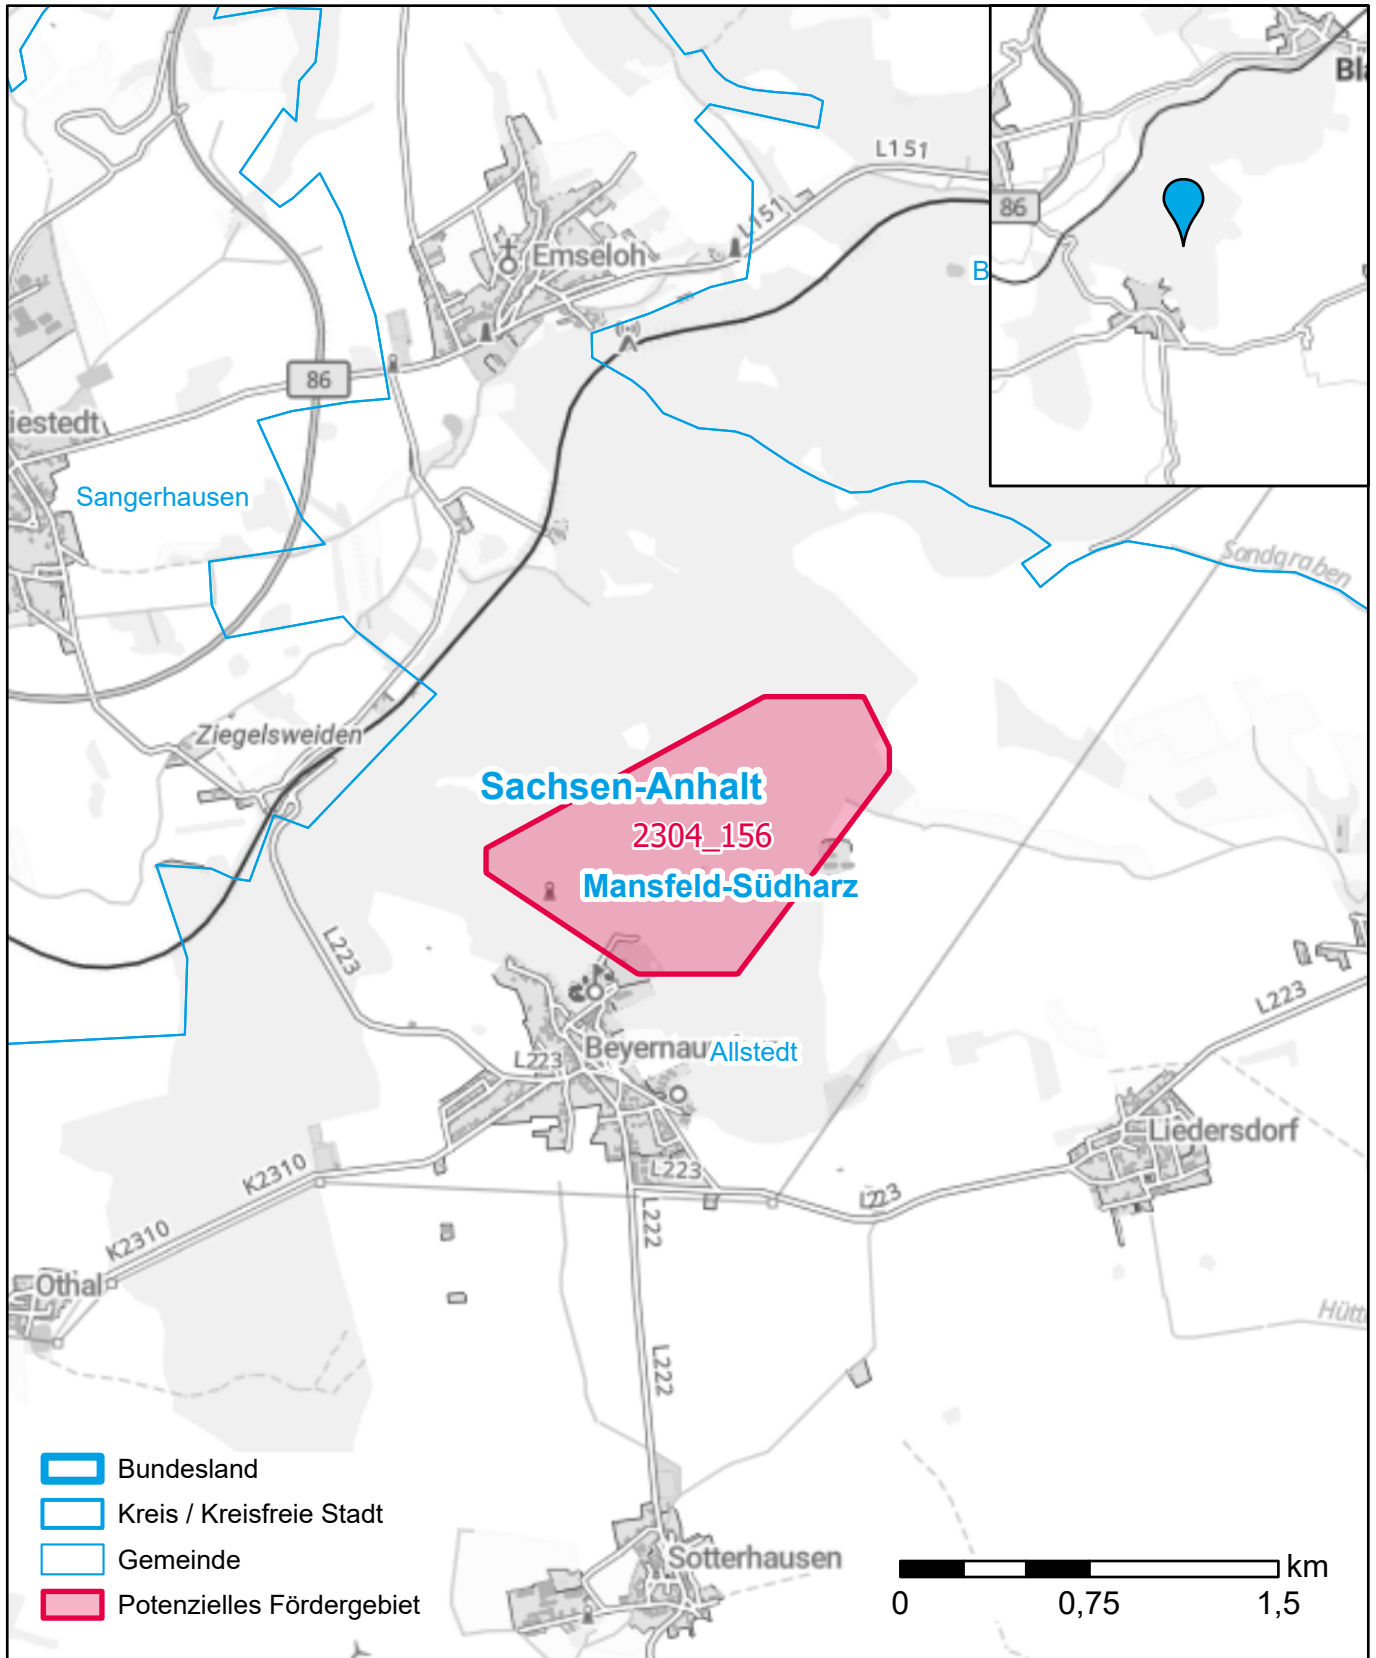 L151
L151
Emseloh
86
iestedt
Sangerhausen
B
Bla
86
Sandgraben
Ziegelsweiden
Sachsen-Anhalt
2304_156
Mansfeld-Südharz
L223
L223
L223
Beyernau
Allstedt
Liedersdorf
K2310
L223
L223
K2310
L222
Othal
Hütt
L222
Sotterhausen
Bundesland
Kreis / Kreisfreie Stadt
Gemeinde
Potenzielles Fördergebiet
km
0 0,75 1,5